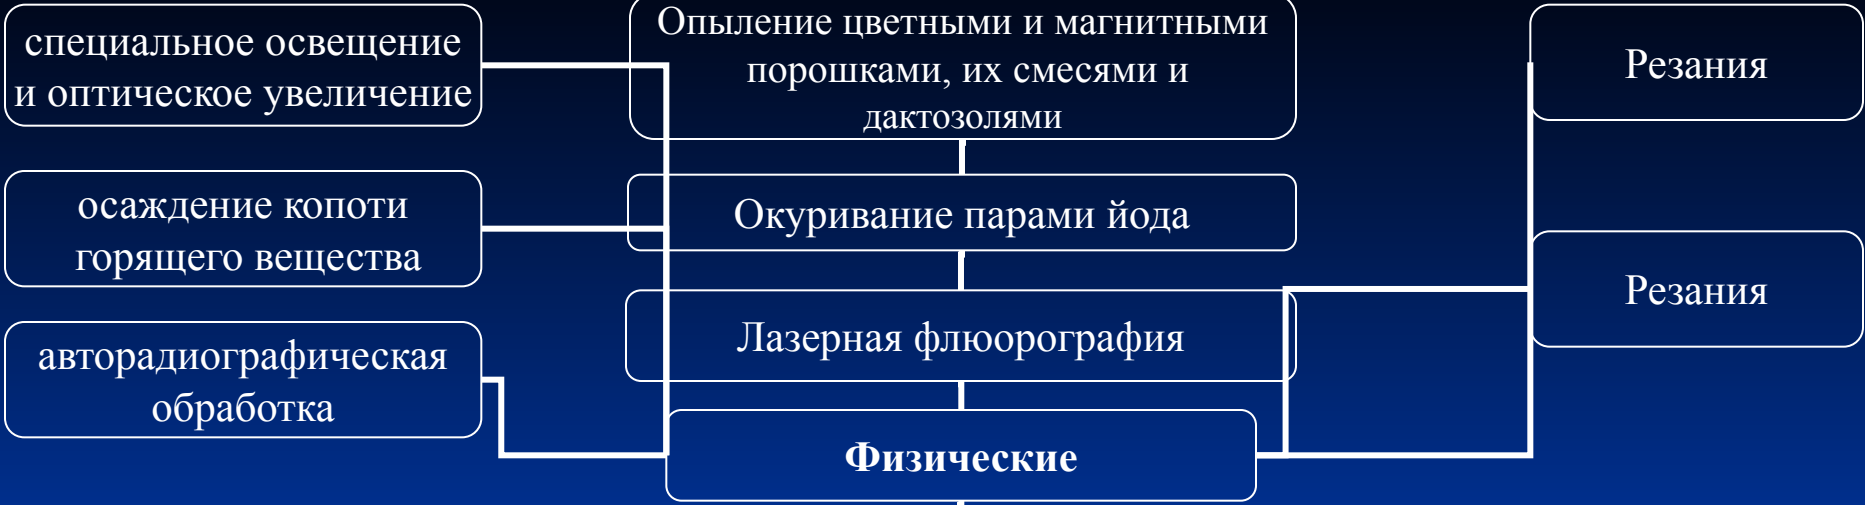 специальное освещение
и оптическое увеличение
осаждение копоти
горящего вещества
авторадиографическая
обработка
Опыление цветными и магнитными
порошками, их смесями и
дактозолями
Окуривание парами йода
Лазерная флюорография
Физические
Резания
Резания